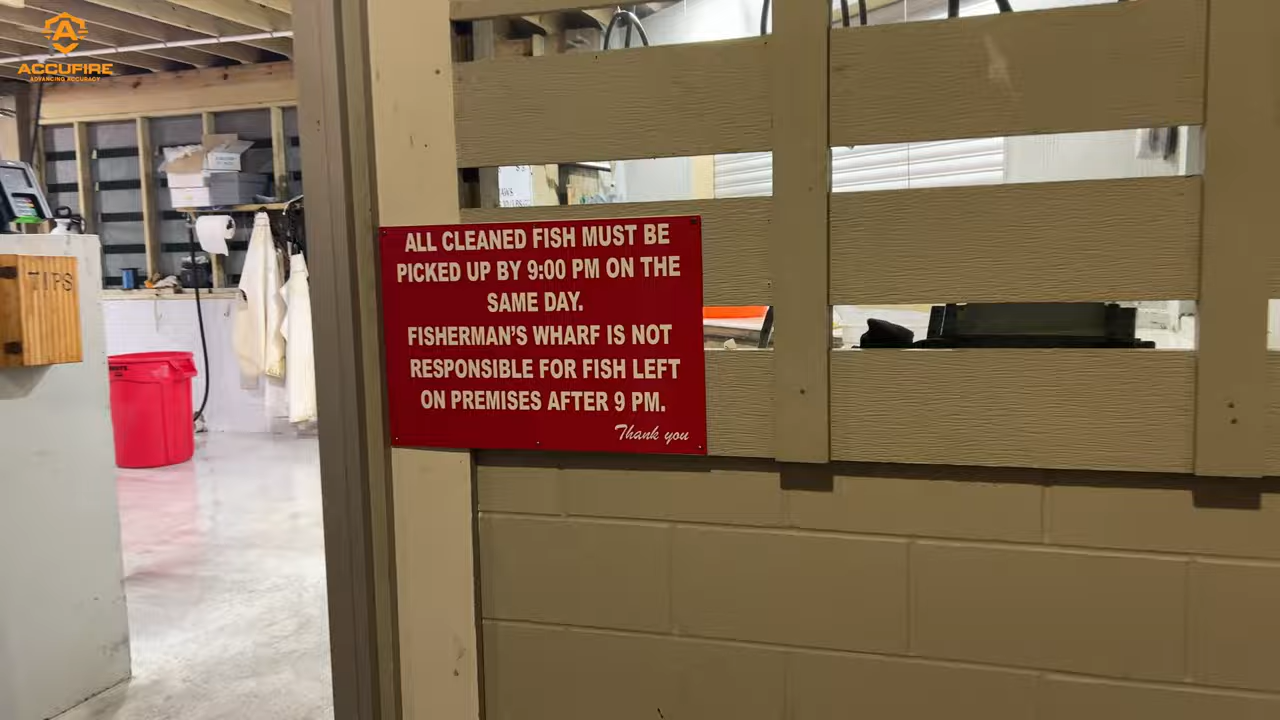 ACCUFIRE
ADVANCING ACCURACY
TIPS
ALL CLEANED FISH MUST BE
PICKED UP BY 9:00 PM ON THE
SAME DAY.
FISHERMAN'S WHARF IS NOT
RESPONSIBLE FOR FISH LEFT
ON PREMISES AFTER 9 PM.
Thank you